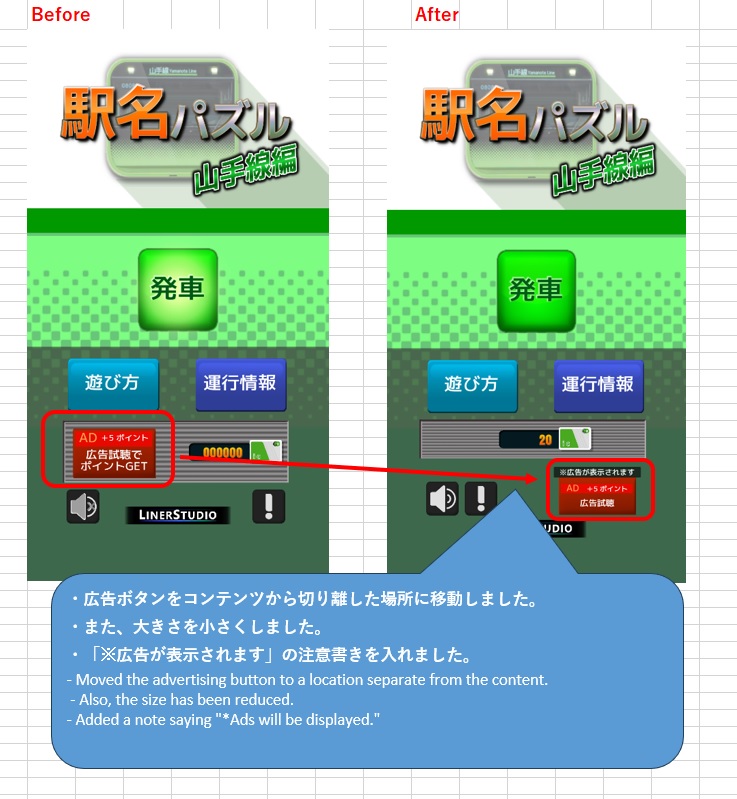 Before
After
山手線 Yamanote Line
駅名パズル
山手線編
発車
遊び方
運行情報
AD +5 ポイント
広告試聴で
ポイントGET
000000
LINERSTUDIO
山手線 Yamanote Line
駅名パズル
山手線編
発車
遊び方
運行情報
20
※広告が表示されます
AD +5 ポイント
広告試聴
UDIO
・広告ボタンをコンテンツから切り離した場所に移動しました。
・また、大きさを小さくしました。
・「※広告が表示されます」の注意書きを入れました。
- Moved the advertising button to a location separate from the content.
- Also, the size has been reduced.
- Added a note saying "*Ads will be displayed."